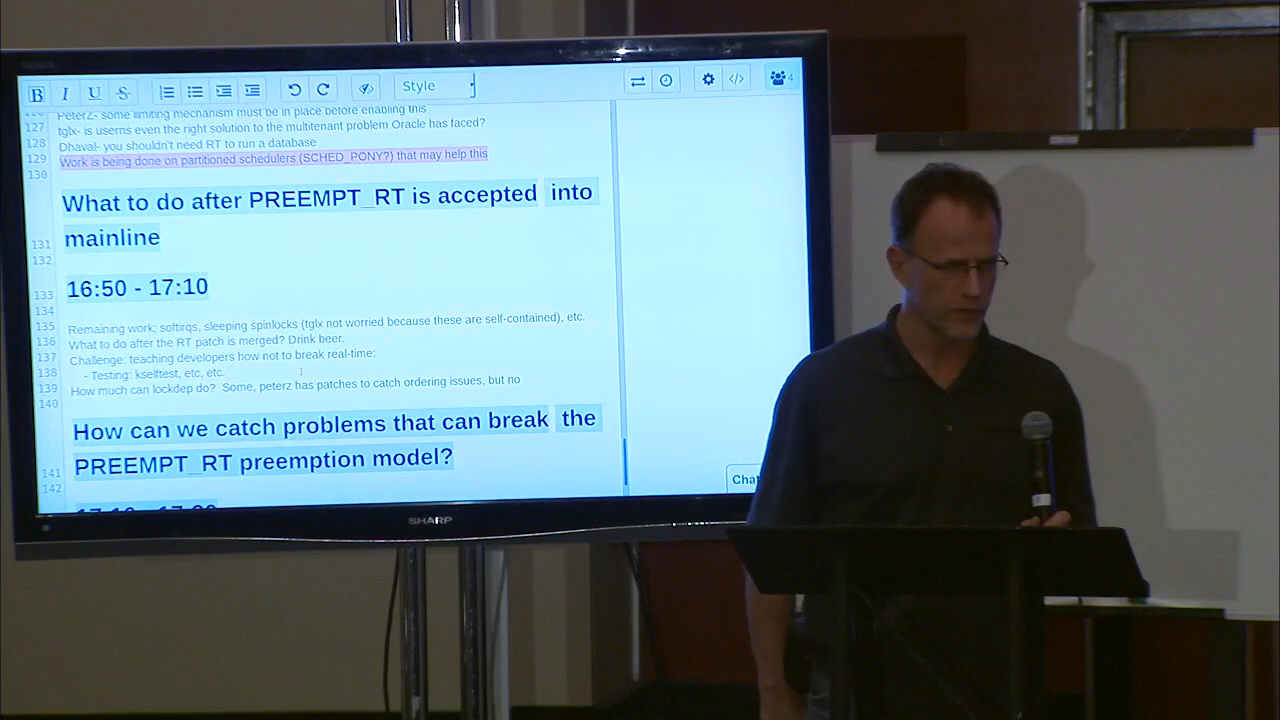 B I U S Style </> 4
PeterZ- some limiting mechanism must be in place before enabling this
127 tglx- is userns even the right solution to the multitenant problem Oracle has faced?
128 Dhaval- you shouldn't need RT to run a database
129 Work is being done on partitioned schedulers (SCHED_PONY?) that may help this
130
What to do after PREEMPT_RT is accepted into
131 mainline
132
133 16:50 - 17:10
134
135 Remaining work; softirqs, sleeping spinlocks (tglx not worried because these are self-contained), etc.
136 What to do after the RT patch is merged? Drink beer.
137 Challenge: teaching developers how not to break real-time:
138 - Testing: kselftest, etc, etc.
139 How much can lockdep do? Some, peterz has patches to catch ordering issues, but no
140
How can we catch problems that can break the
141 PREEMPT_RT preemption model?
142
Chat
SHARP